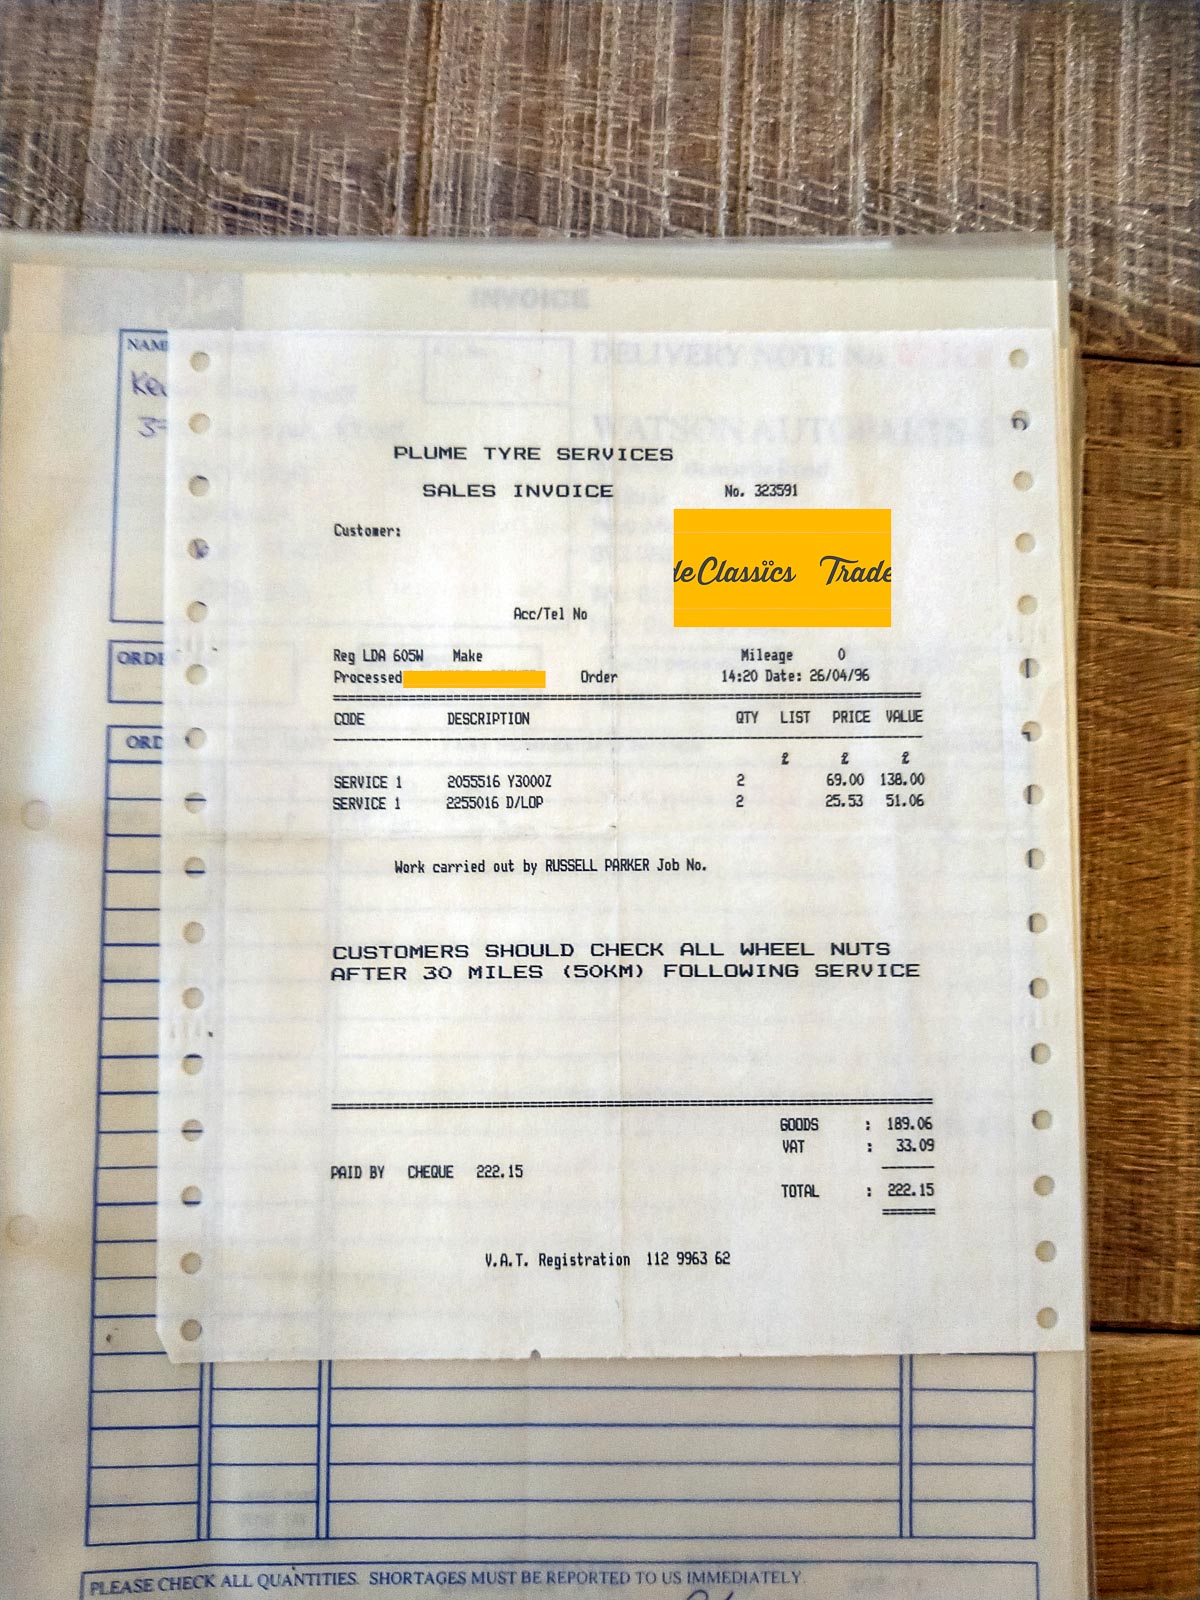 INVOICE
NAME
DELIVERY NOTE No
WATSON AUTOPARTS
PLUME TYRE SERVICES
SALES INVOICE No. 323591
Customer:
deClassïcs Trade
Acc/Tel No
Reg LDA 605W Make Mileage 0
Processed Order 14:20 Date: 26/04/96
CODE DESCRIPTION QTY LIST PRICE VALUE
£ £ £
SERVICE 1 2055516 Y3000Z 2 69.00 138.00
SERVICE 1 2255016 D/LOP 2 25.53 51.06
Work carried out by RUSSELL PARKER Job No.
CUSTOMERS SHOULD CHECK ALL WHEEL NUTS
AFTER 30 MILES (50KM) FOLLOWING SERVICE
GOODS : 189.06
VAT : 33.09
PAID BY CHEQUE 222.15
TOTAL : 222.15
V.A.T. Registration 112 9963 62
PLEASE CHECK ALL QUANTITIES. SHORTAGES MUST BE REPORTED TO US IMMEDIATELY.